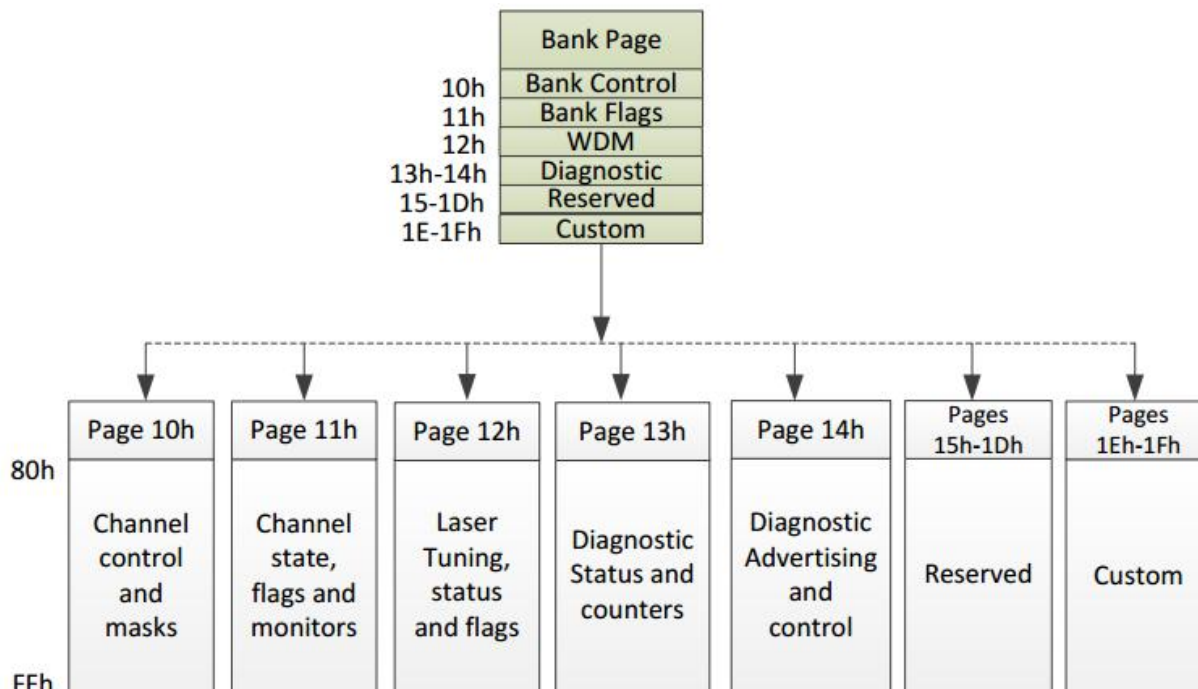 Bank Page
10h Bank Control
11h Bank Flags
12h WDM
13h-14h Diagnostic
15-1Dh Reserved
1E-1Fh Custom
Page 10h
Page 11h
Page 12h
Page 13h
Page 14h
Pages
15h-1Dh
Pages
1Eh-1Fh
80h
Channel
control
and
masks
Channel
state,
flags and
monitors
Laser
Tuning,
status
and flags
Diagnostic
Status and
counters
Diagnostic
Advertising
and
control
Reserved
Custom
FFh